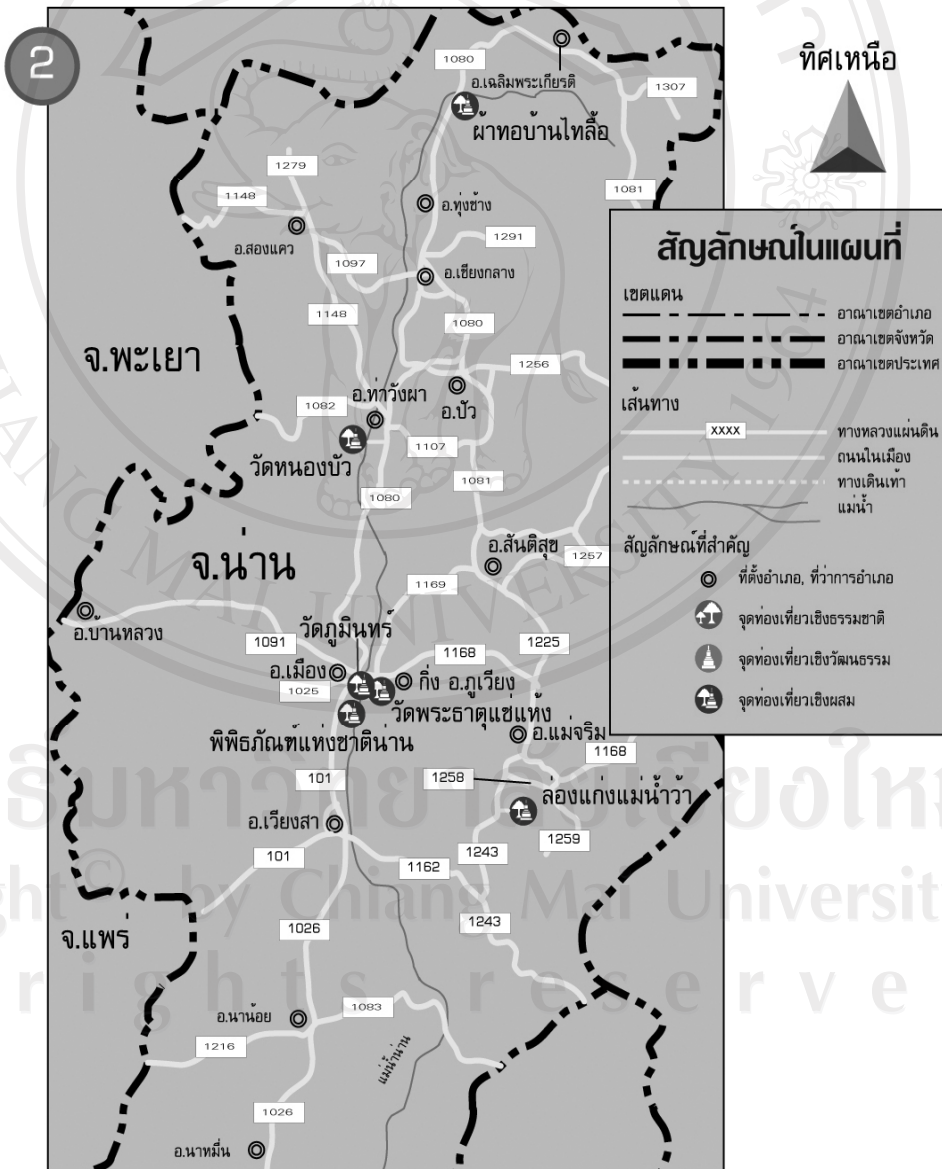 2
ทิศเหนือ
1080
อ.เฉลิมพระเกียรติ
1307
ผ้าทอบ้านไทลื้อ
1279
1148
1081
อ.ทุ่งช้าง
1291
อ.สองแคว
1097
อ.เชียงกลาง
1148
1080
จ.พะเยา
1256
อ.ท่าวังผา
อ.ปัว
1082
1107
วัดหนองบัว
1081
1080
อ.สันติสุข
1257
จ.น่าน
1169
อ.บ้านหลวง
วัดภูมินทร์
1091
1168
1225
อ.เมือง
กิ่ง อ.ภูเวียง
1025
วัดพระธาตุแช่แห้ง
พิพิธภัณฑ์แห่งชาตินาน
อ.แม่จริม
1168
101
1258
ล่องแก่งแม่น้ำว้า
อ.เวียงสา
1259
101
1162
1243
1026
1243
จ.แพร่
อ.นาน้อย
1083
1216
แม่น้ำน่าน
1026
อ.นาหมื่น
สัญลักษณ์ในแผนที่
เขตแดน
อาณาเขตอำเภอ
อาณาเขตจังหวัด
อาณาเขตประเทศ
เส้นทาง
XXXX
ทางหลวงแผ่นดิน
ถนนในเมือง
ทางเดินเท้า
แม่น้ำ
สัญลักษณ์ที่สำคัญ
ที่ตั้งอำเภอ, ที่ว่าการอำเภอ
จุดท่องเที่ยวเชิงธรรมชาติ
จุดท่องเที่ยวเชิงวัฒนธรรม
จุดท่องเที่ยวเชิงผสม
CHIANG MAI UNIVERSITY 1964
by Chiang Mai Universit
rights reserve